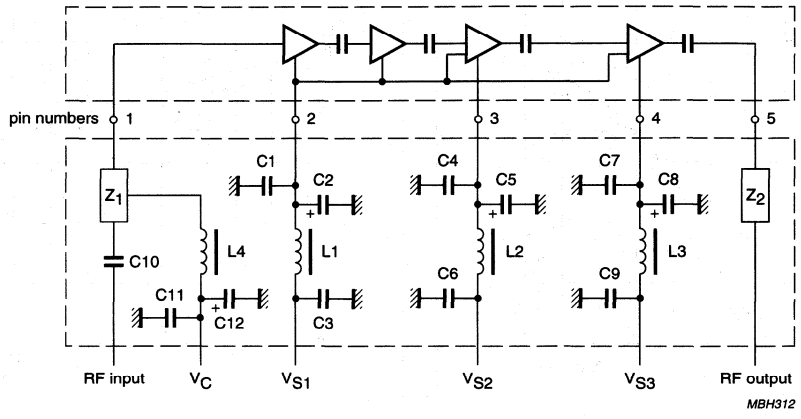 pin numbers 1 2 3 4 5
C1 C4 C7
C2 C5 C8
Z1 Z2
L4 L1 L2 L3
C10
C11 C6 C9
C12 C3
RF input VC VS1 VS2 VS3 RF output
MBH312